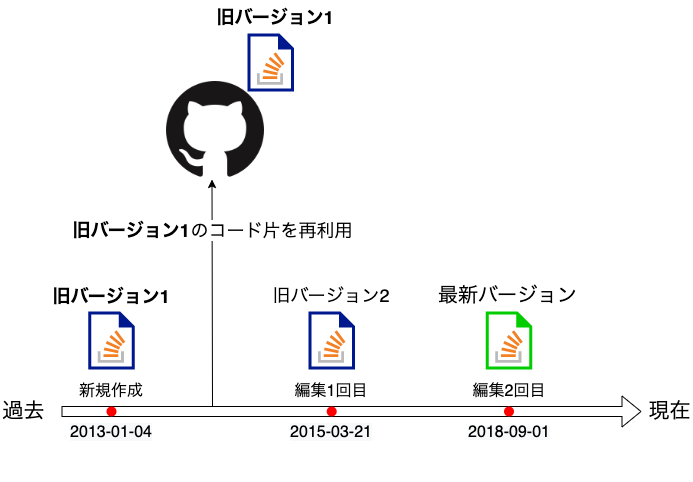 旧バージョン1
旧バージョン1のコード片を再利用
旧バージョン1
旧バージョン2
最新バージョン
新規作成
編集1回目
編集2回目
過去
現在
2013-01-04
2015-03-21
2018-09-01